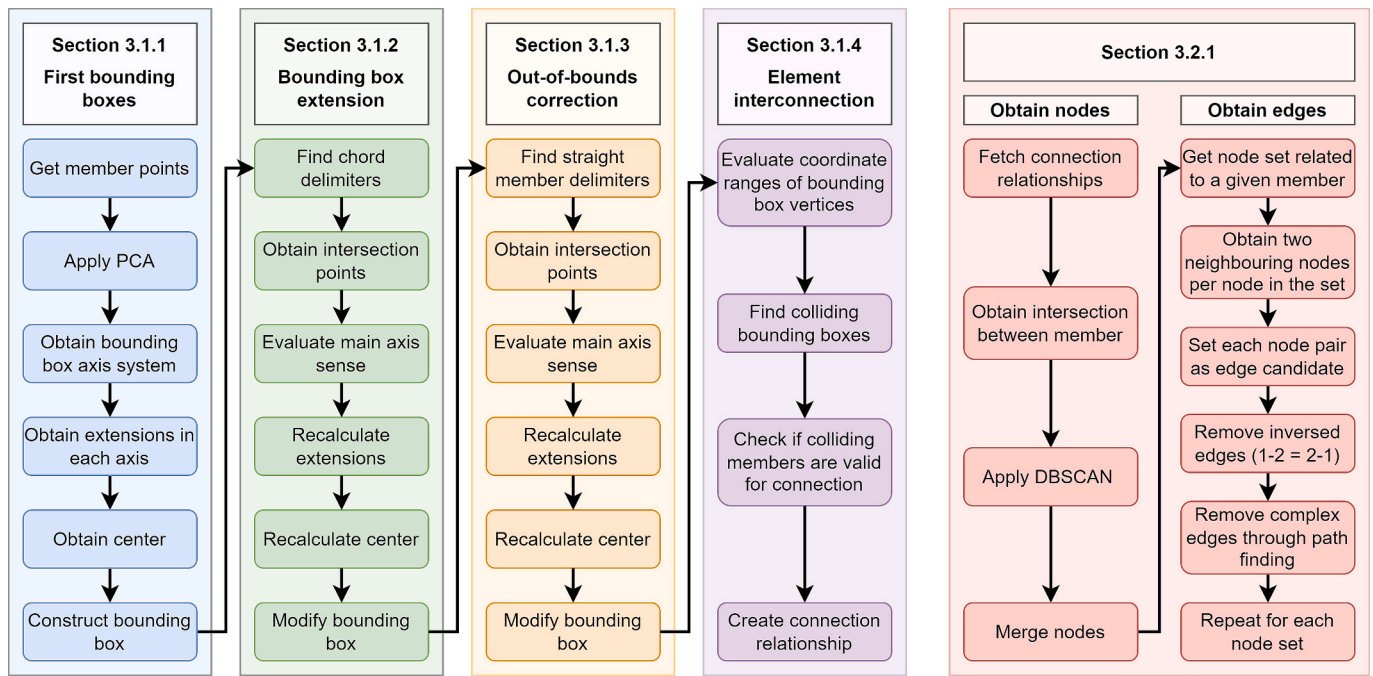 Section 3.1.1
First bounding
boxes
Get member points
Apply PCA
Obtain bounding
box axis system
Obtain extensions in
each axis
Obtain center
Construct bounding
box
Section 3.1.2
Bounding box
extension
Find chord
delimiters
Obtain intersection
points
Evaluate main axis
sense
Recalculate
extensions
Recalculate center
Modify bounding
box
Section 3.1.3
Out-of-bounds
correction
Find straight
member delimiters
Obtain intersection
points
Evaluate main axis
sense
Recalculate
extensions
Recalculate center
Modify bounding
box
Section 3.1.4
Element
interconnection
Evaluate coordinate
ranges of bounding
box vertices
Find colliding
bounding boxes
Check if colliding
members are valid
for connection
Create connection
relationship
Section 3.2.1
Obtain nodes
Fetch connection
relationships
Obtain intersection
between member
Apply DBSCAN
Merge nodes
Obtain edges
Get node set related
to a given member
Obtain two
neighbouring nodes
per node in the set
Set each node pair
as edge candidate
Remove inversed
edges (1-2 = 2-1)
Remove complex
edges through path
finding
Repeat for each
node set